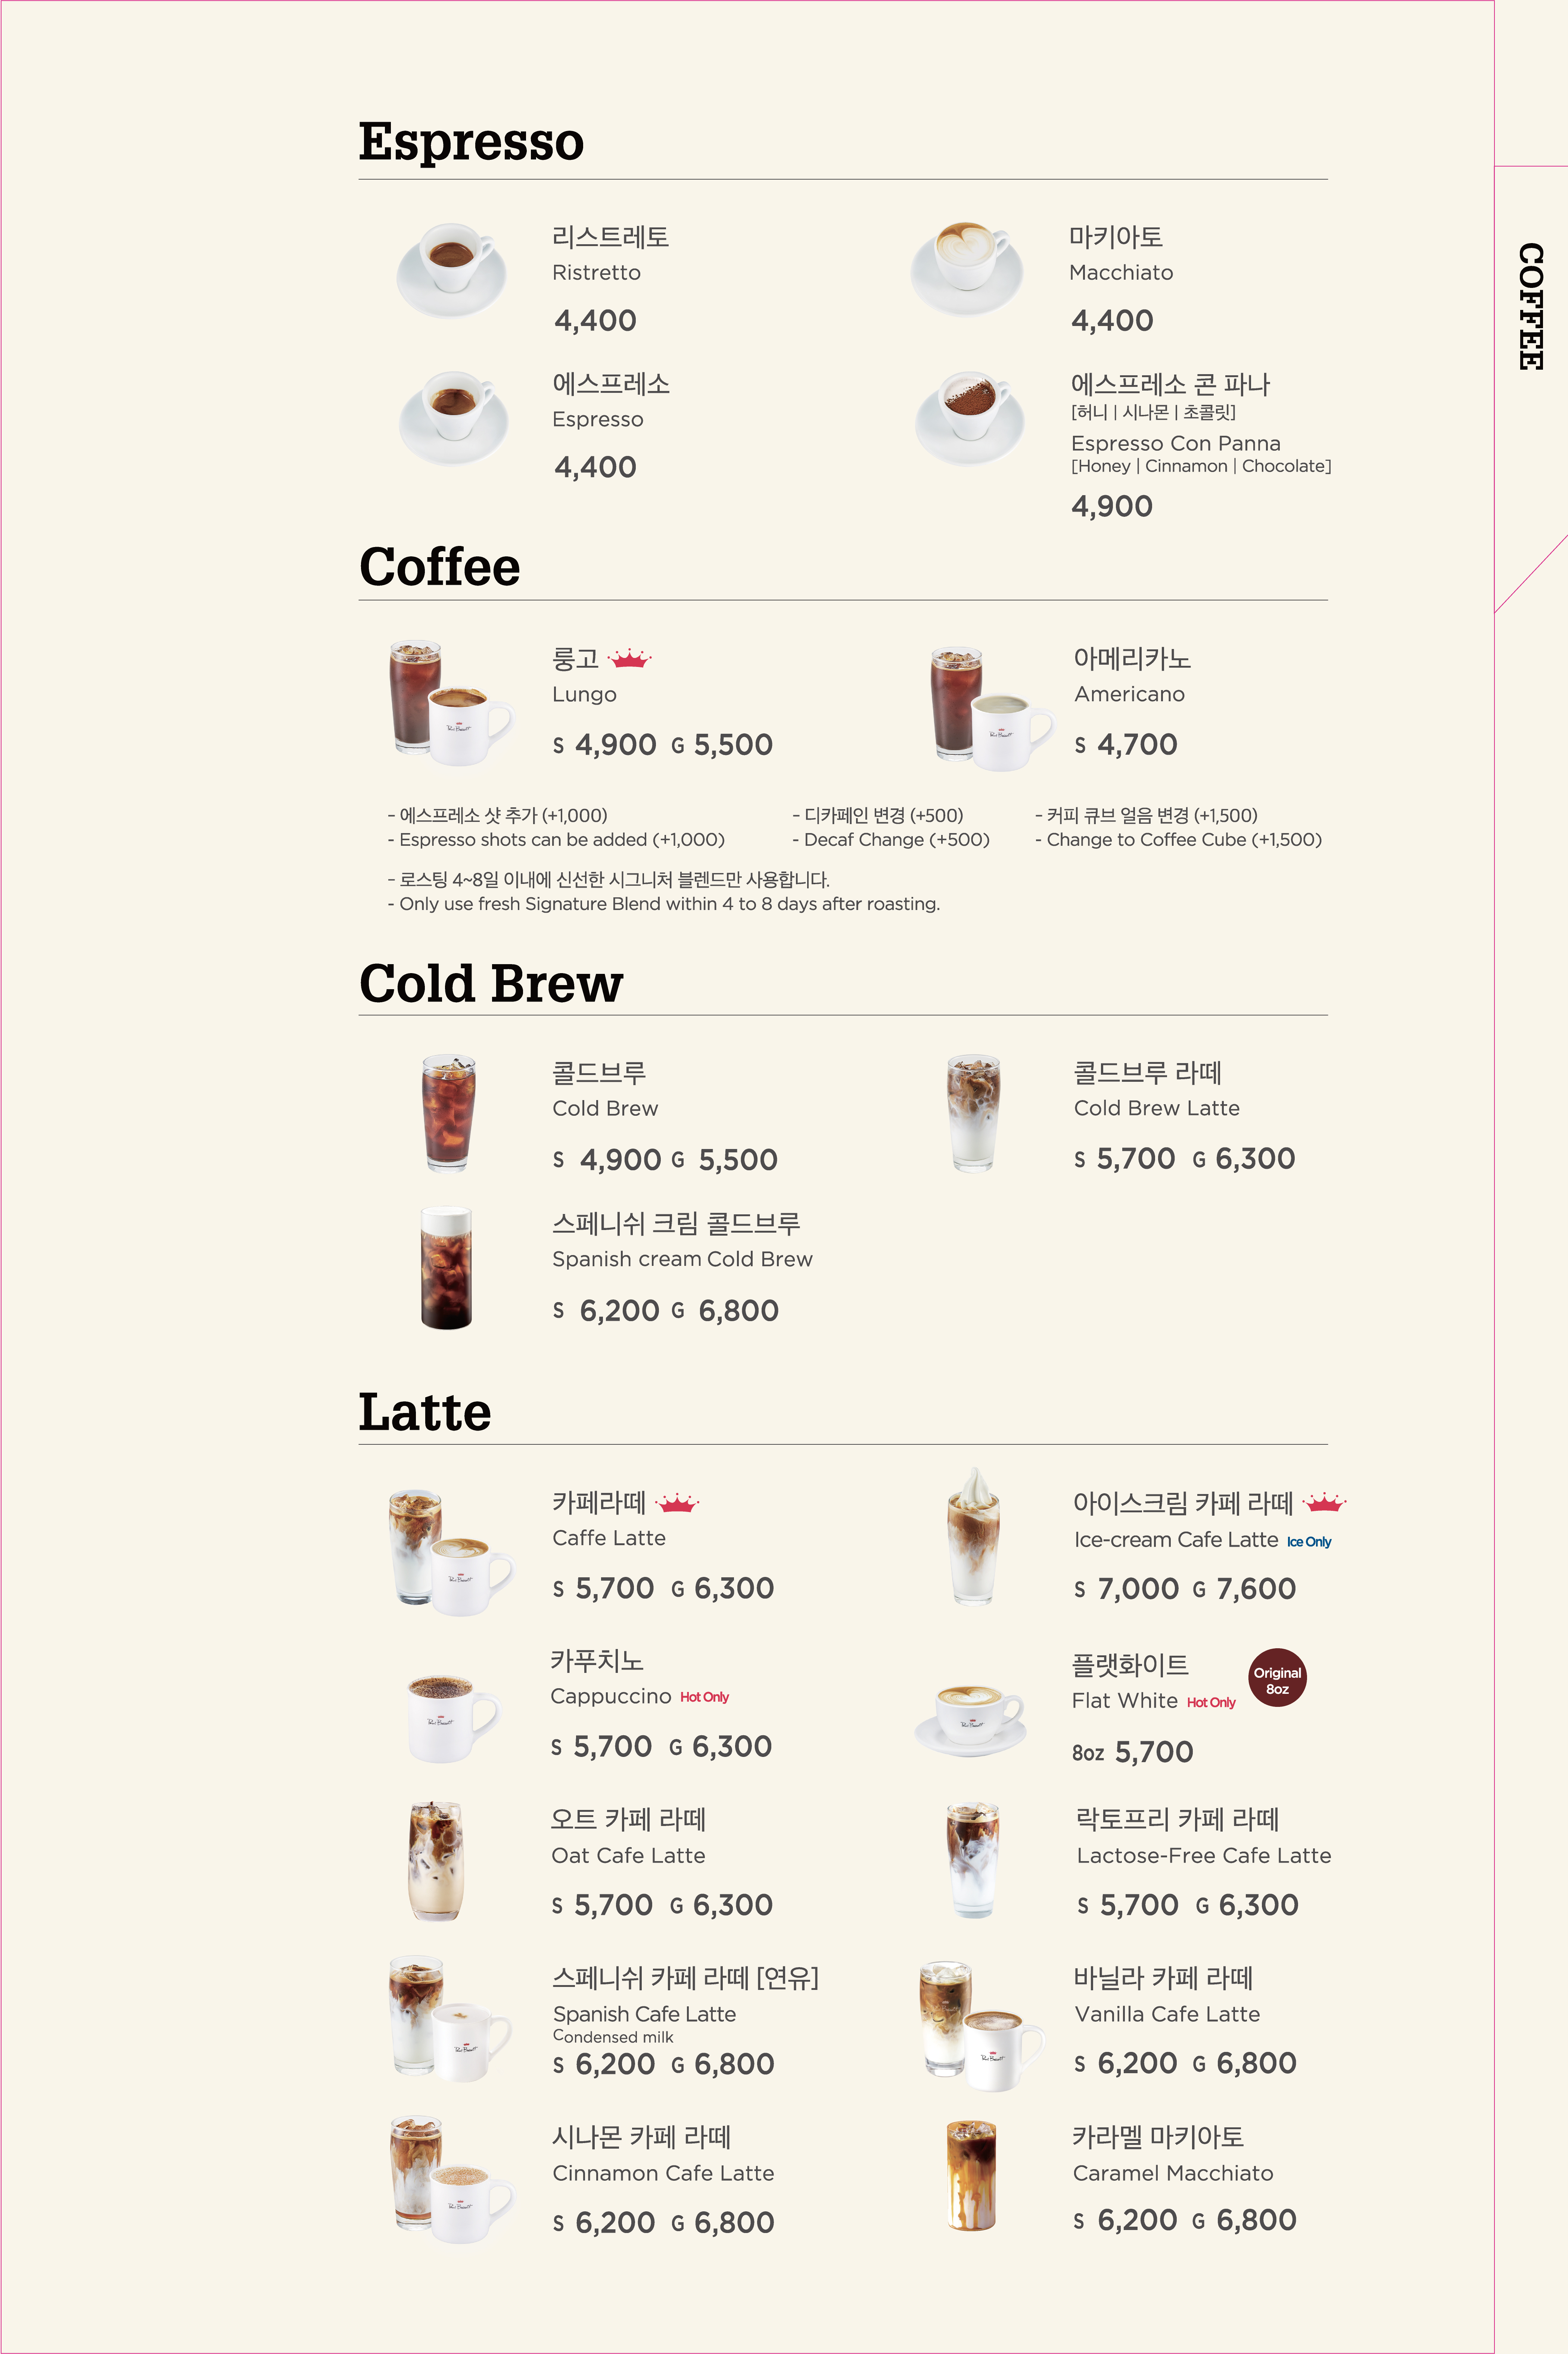 COFFEE
Espresso
리스트레토
Ristretto
4,400
마키아토
Macchiato
4,400
에스프레소
Espresso
4,400
에스프레소 콘 파나
[허니 | 시나몬 | 초콜릿]
Espresso Con Panna
[Honey | Cinnamon | Chocolate]
4,900
Coffee
룽고
Lungo
S 4,900 G 5,500
아메리카노
Americano
S 4,700
- 에스프레소 샷 추가 (+1,000)
- Espresso shots can be added (+1,000)
- 디카페인 변경 (+500)
- Decaf Change (+500)
- 커피 큐브 얼음 변경 (+1,500)
- Change to Coffee Cube (+1,500)
- 로스팅 4~8일 이내에 신선한 시그니처 블렌드만 사용합니다.
- Only use fresh Signature Blend within 4 to 8 days after roasting.
Cold Brew
콜드브루
Cold Brew
S 4,900 G 5,500
콜드브루 라떼
Cold Brew Latte
S 5,700 G 6,300
스페니쉬 크림 콜드브루
Spanish cream Cold Brew
S 6,200 G 6,800
Latte
카페라떼
Caffe Latte
S 5,700 G 6,300
아이스크림 카페 라떼
Ice-cream Cafe Latte Ice Only
S 7,000 G 7,600
카푸치노
Cappuccino Hot Only
S 5,700 G 6,300
플랫화이트
Flat White Hot Only
Original
8oz
8oz 5,700
오트 카페 라떼
Oat Cafe Latte
S 5,700 G 6,300
락토프리 카페 라떼
Lactose-Free Cafe Latte
S 5,700 G 6,300
스페니쉬 카페 라떼 [연유]
Spanish Cafe Latte
Condensed milk
S 6,200 G 6,800
바닐라 카페 라떼
Vanilla Cafe Latte
S 6,200 G 6,800
시나몬 카페 라떼
Cinnamon Cafe Latte
S 6,200 G 6,800
카라멜 마키아토
Caramel Macchiato
S 6,200 G 6,800